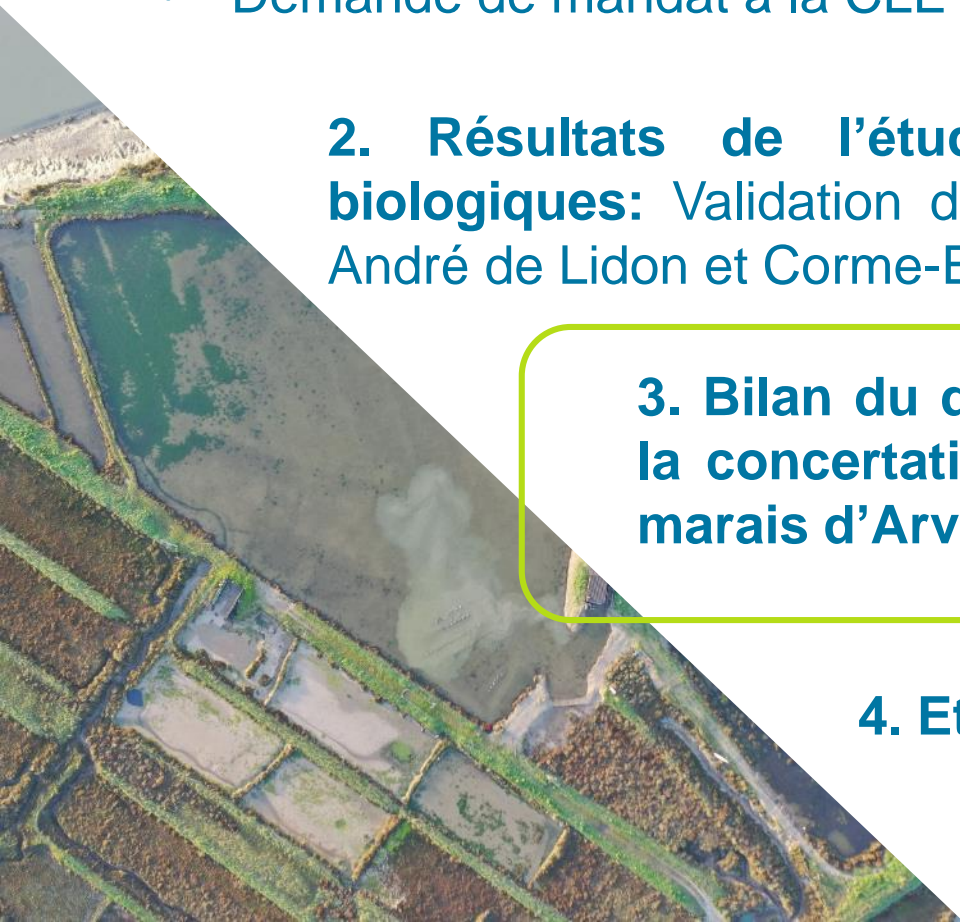 Demande de mandat à la CLE
2. Résultats de l'étud
biologiques: Validation d
André de Lidon et Corme-E
3. Bilan du d
la concertati
marais d'Arv
4. Et